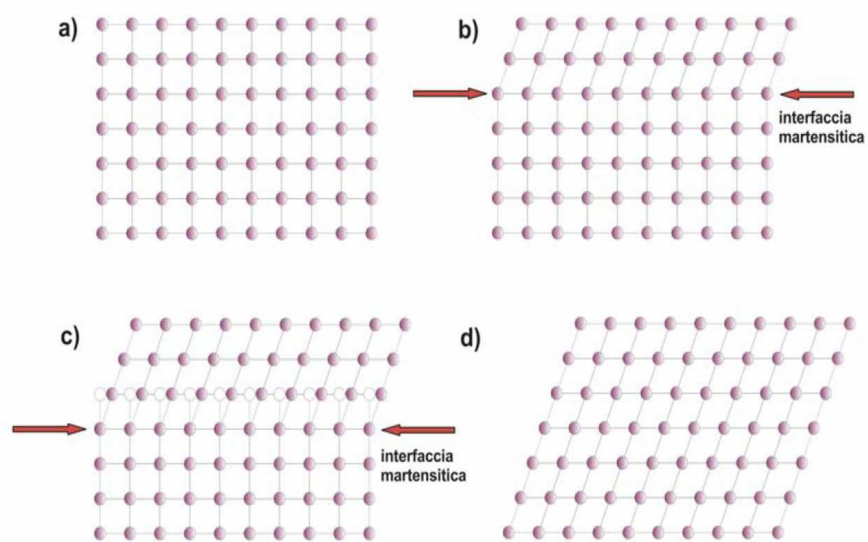 a)
b)
interfaccia
martensitica
c)
d)
interfaccia
martensitica